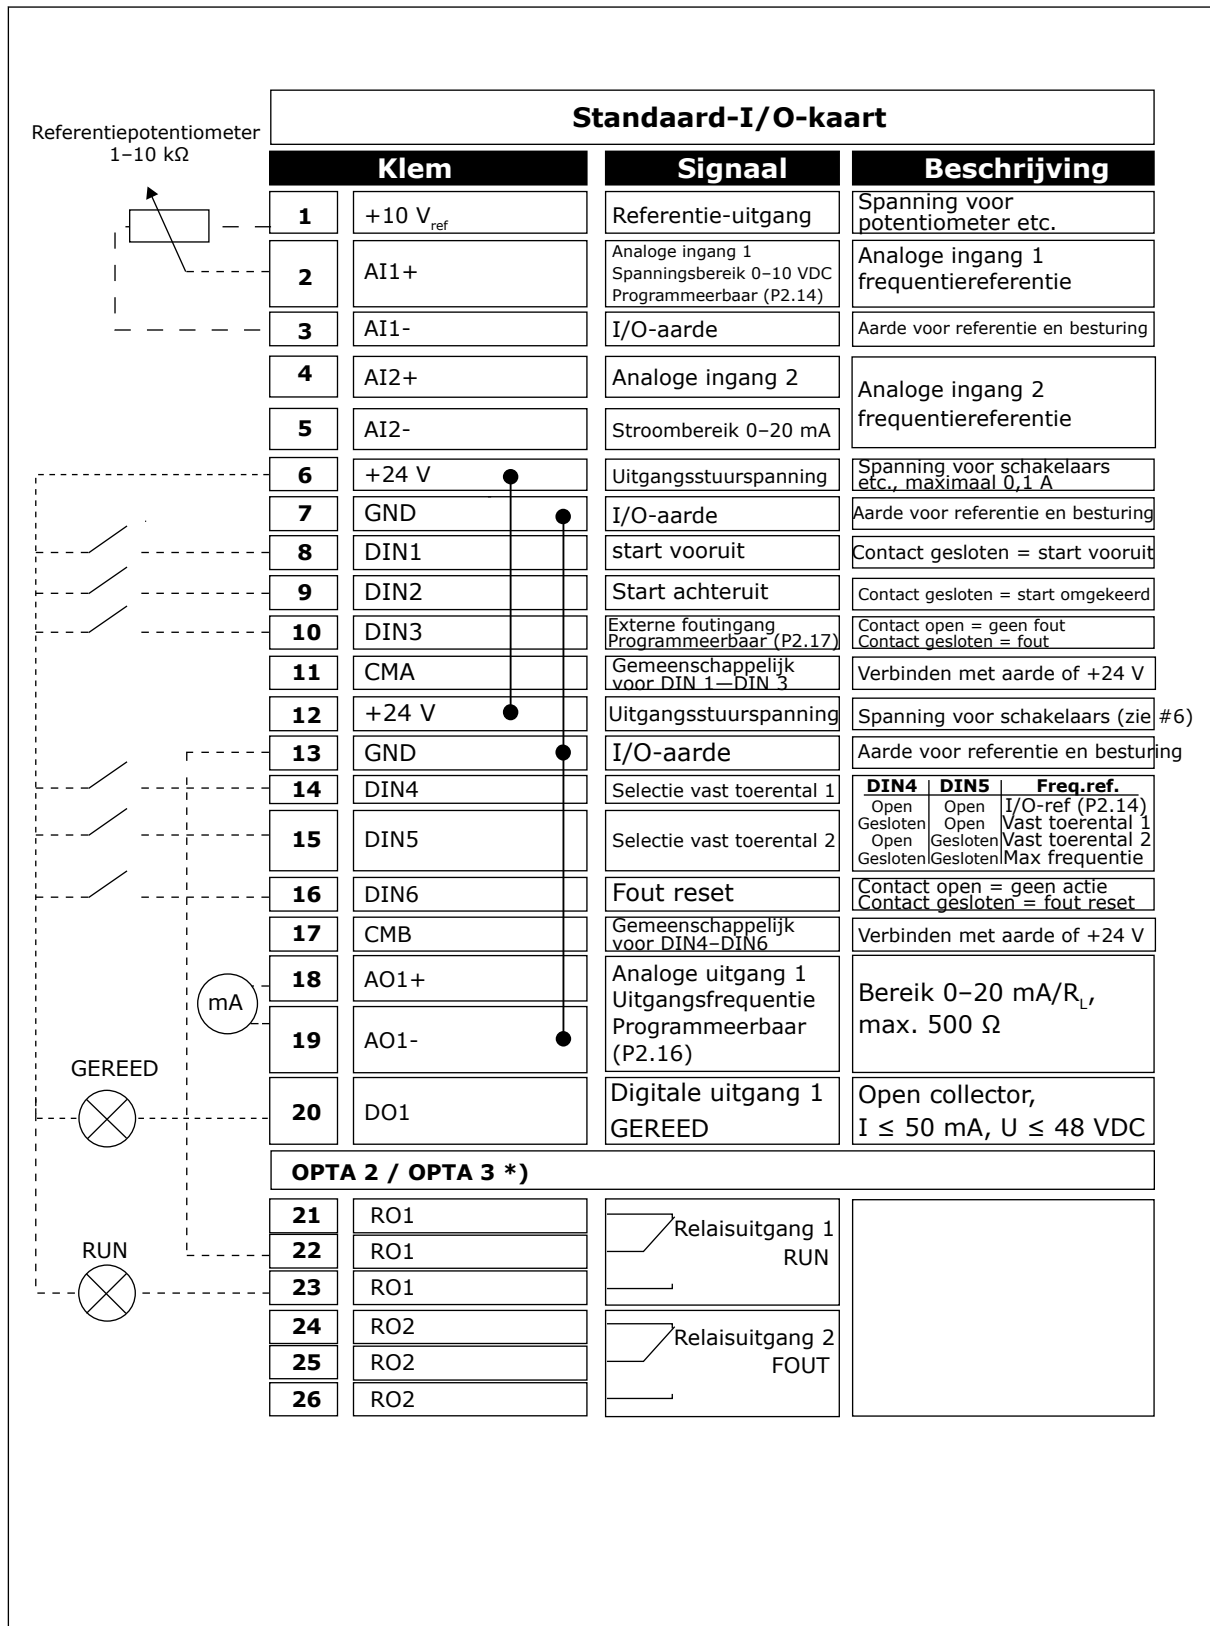 Standaard-I/O-kaart
Referentiepotentiometer
1–10 kΩ
Klem Signaal Beschrijving
1 +10 Vref Referentie-uitgang Spanning voor
potentiometer etc.
2 AI1+ Analoge ingang 1
Spanningsbereik 0–10 VDC
Programmeerbaar (P2.14)
Analoge ingang 1
frequentiereferentie
3 AI1- I/O-aarde Aarde voor referentie en besturing
4 AI2+ Analoge ingang 2
Analoge ingang 2
frequentiereferentie
5 AI2- Stroombereik 0–20 mA
6 +24 V Uitgangsstuurspanning Spanning voor schakelaars
etc., maximaal 0,1 A
7 GND I/O-aarde Aarde voor referentie en besturing
8 DIN1 start vooruit Contact gesloten = start vooruit
9 DIN2 Start achteruit Contact gesloten = start omgekeerd
10 DIN3 Externe foutingang
Programmeerbaar (P2.17)
Contact open = geen fout
Contact gesloten = fout
11 CMA Gemeenschappelijk
voor DIN 1—DIN 3
Verbinden met aarde of +24 V
12 +24 V Uitgangsstuurspanning Spanning voor schakelaars (zie #6)
13 GND I/O-aarde Aarde voor referentie en besturing
14 DIN4 Selectie vast toerental 1
15 DIN5 Selectie vast toerental 2
DIN4 DIN5 Freq.ref.
Open Open I/O-ref (P2.14)
Gesloten Open Vast toerental 1
Open Gesloten Vast toerental 2
Gesloten Gesloten Max frequentie
16 DIN6 Fout reset Contact open = geen actie
Contact gesloten = fout reset
17 CMB Gemeenschappelijk
voor DIN4–DIN6
Verbinden met aarde of +24 V
mA
18 AO1+
19 AO1-
Analoge uitgang 1
Uitgangsfrequentie
Programmeerbaar
(P2.16)
Bereik 0–20 mA/RL,
max. 500 Ω
GEREED
20 DO1 Digitale uitgang 1
GEREED
Open collector,
I ≤ 50 mA, U ≤ 48 VDC
OPTA 2 / OPTA 3 *)
21 RO1
22 RO1
23 RO1
Relaisuitgang 1
RUN
RUN
24 RO2
25 RO2
26 RO2
Relaisuitgang 2
FOUT